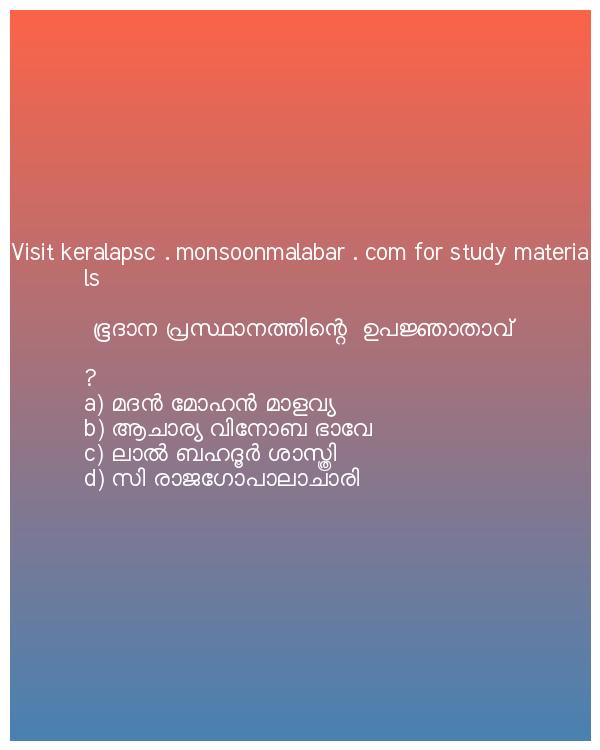 Visit keralapsc . monsoonmalabar . com for study materia
ls
ഭൂദാന പ്രസ്ഥാനത്തിന്റെ ഉപജ്ഞാതാവ്
?
a) മദൻ മോഹൻ മാളവ്യ
b) ആചാര്യ വിനോബ ഭാവേ
c) ലാൽ ബഹദൂർ ശാസ്ത്രി
d) സി രാജഗോപാലാചാരി